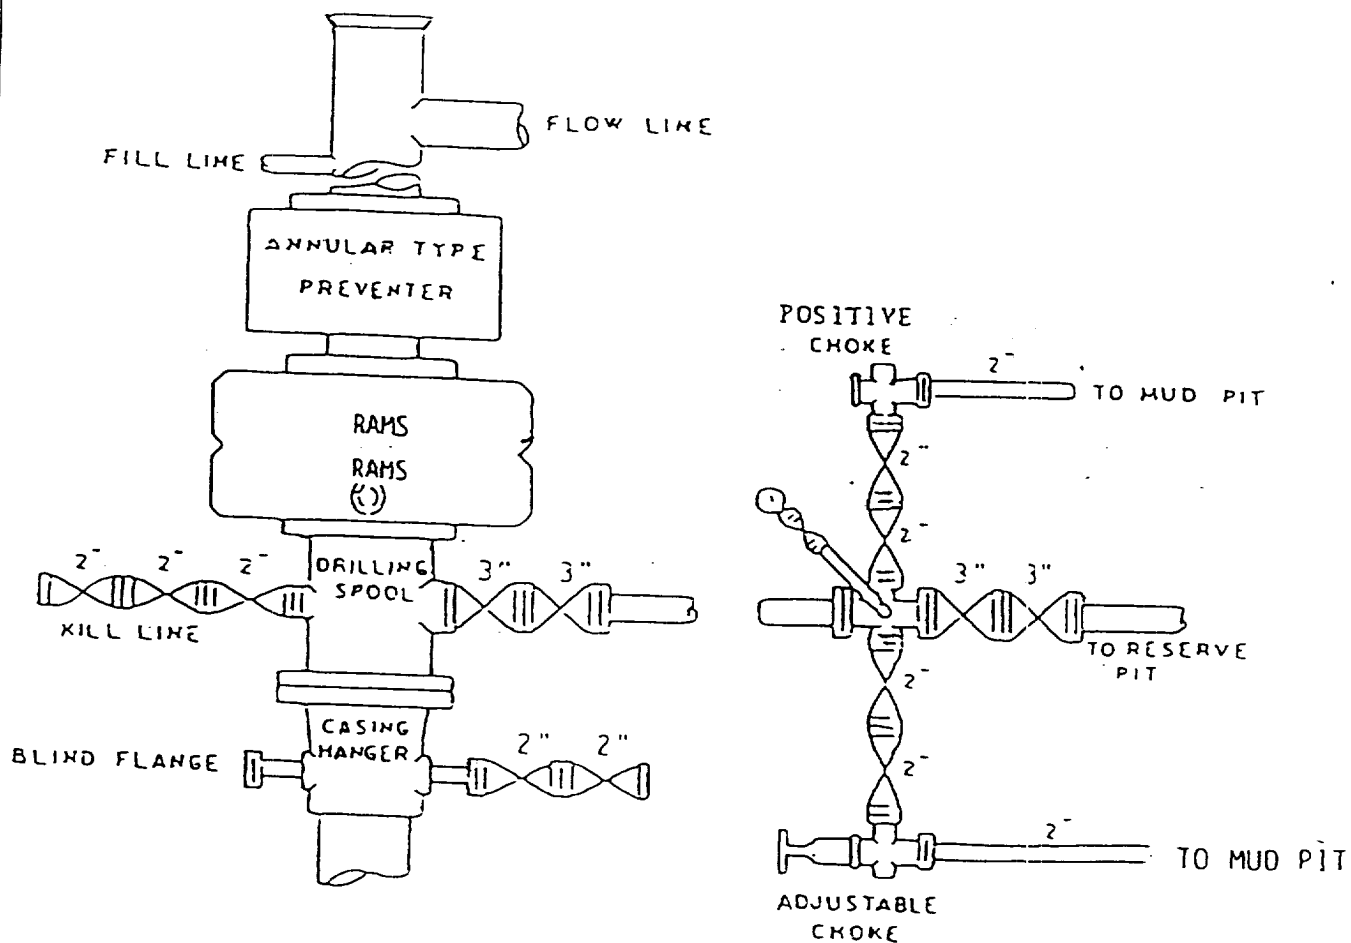 FLOW LINE
FILL LINE
ANNULAR TYPE
PREVENTER
RAMS
RAMS
2" 2" 2"
DRILLING
SPOOL
3" 3"
KILL LINE
CASING
HANGER
BLIND FLANGE
2" 2"
POSITIVE
CHOKE
2"
TO MUD PIT
2"
2"
3" 3"
TO RESERVE
PIT
2"
2"
2"
TO MUD PIT
ADJUSTABLE
CHOKE